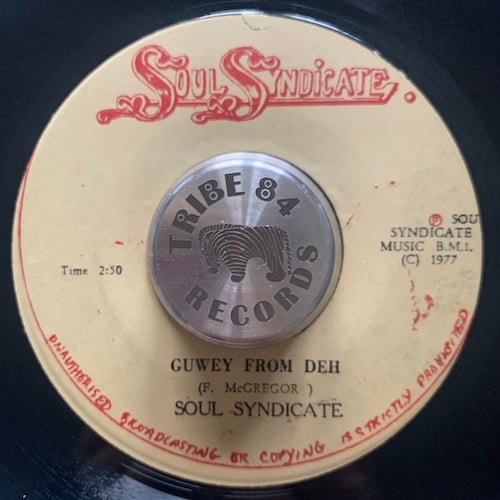 SOUL SYNDICATE
TRIBE 84
RECORDS
Ⓟ SOU
SYNDICATE
MUSIC B.M.I.
(C) 1977
Time 2:50
GUWEY FROM DEH
(F. McGREGOR )
SOUL SYNDICATE
UNAUTHORISED BROADCASTING OR COPYING IS STRICTLY PROHIBITED